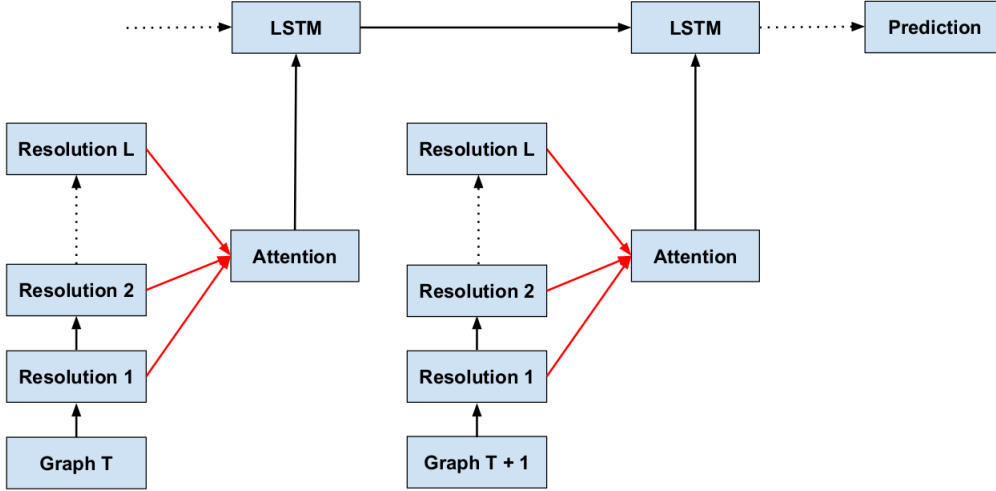 LSTM
LSTM
Prediction
Resolution L
Resolution L
Attention
Attention
Resolution 2
Resolution 2
Resolution 1
Resolution 1
Graph T
Graph T + 1